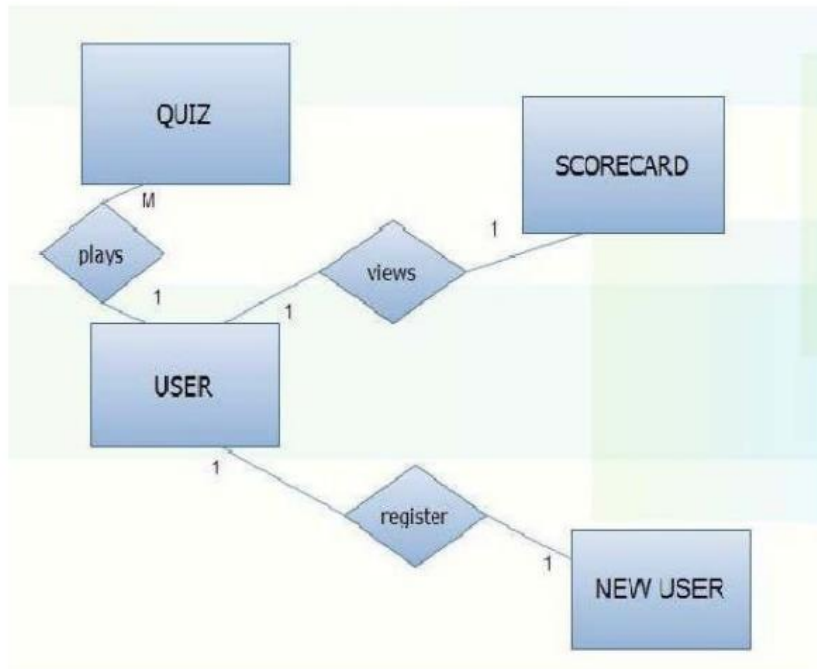 QUIZ
SCORECARD
M
plays
1
views
1
1
USER
1
register
1
NEW USER